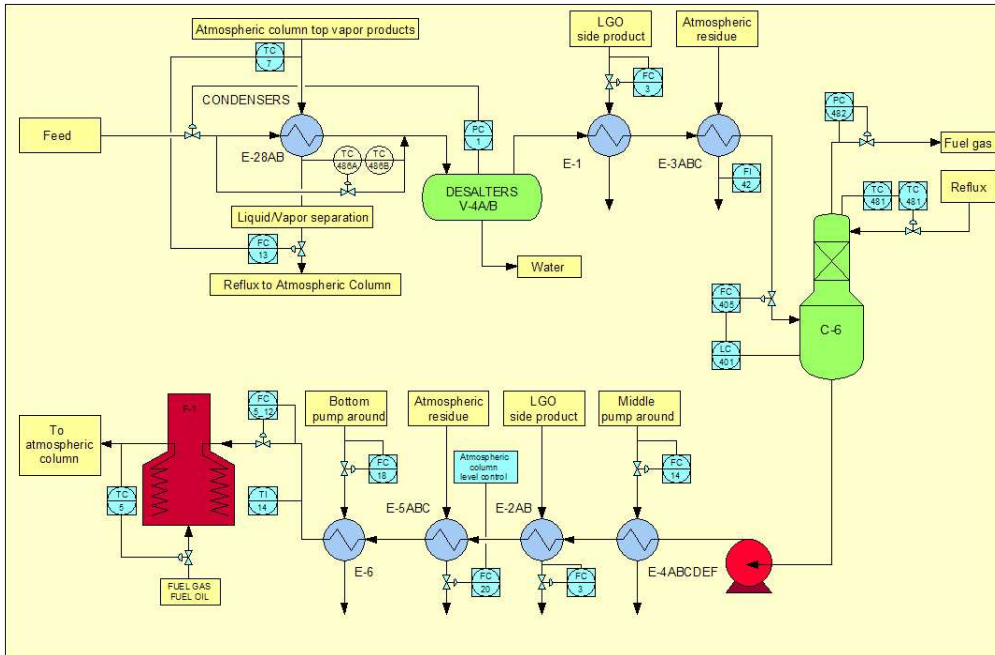 Atmospheric column top vapor products
LGO
side product
Atmospheric
residue
TC
7
FC
3
PC
482
CONDENSERS
Feed
PC
1
Fuel gas
E-28AB
TC
486A
TC
486B
E-1
E-3ABC
FI
42
Reflux
DESALTERS
V-4A/B
TC
481
TC
481
Liquid/Vapor separation
FC
13
Water
Reflux to Atmospheric Column
FC
405
C-6
LC
401
Bottom
pump around
Atmospheric
residue
LGO
side product
Middle
pump around
F-1
FC
5_12
To
atmospheric
column
FC
18
Atmospheric
column
level control
FC
14
TC
5
TI
14
E-5ABC
E-2AB
E-6
FC
20
FC
3
E-4ABCDEF
FUEL GAS
FUEL OIL